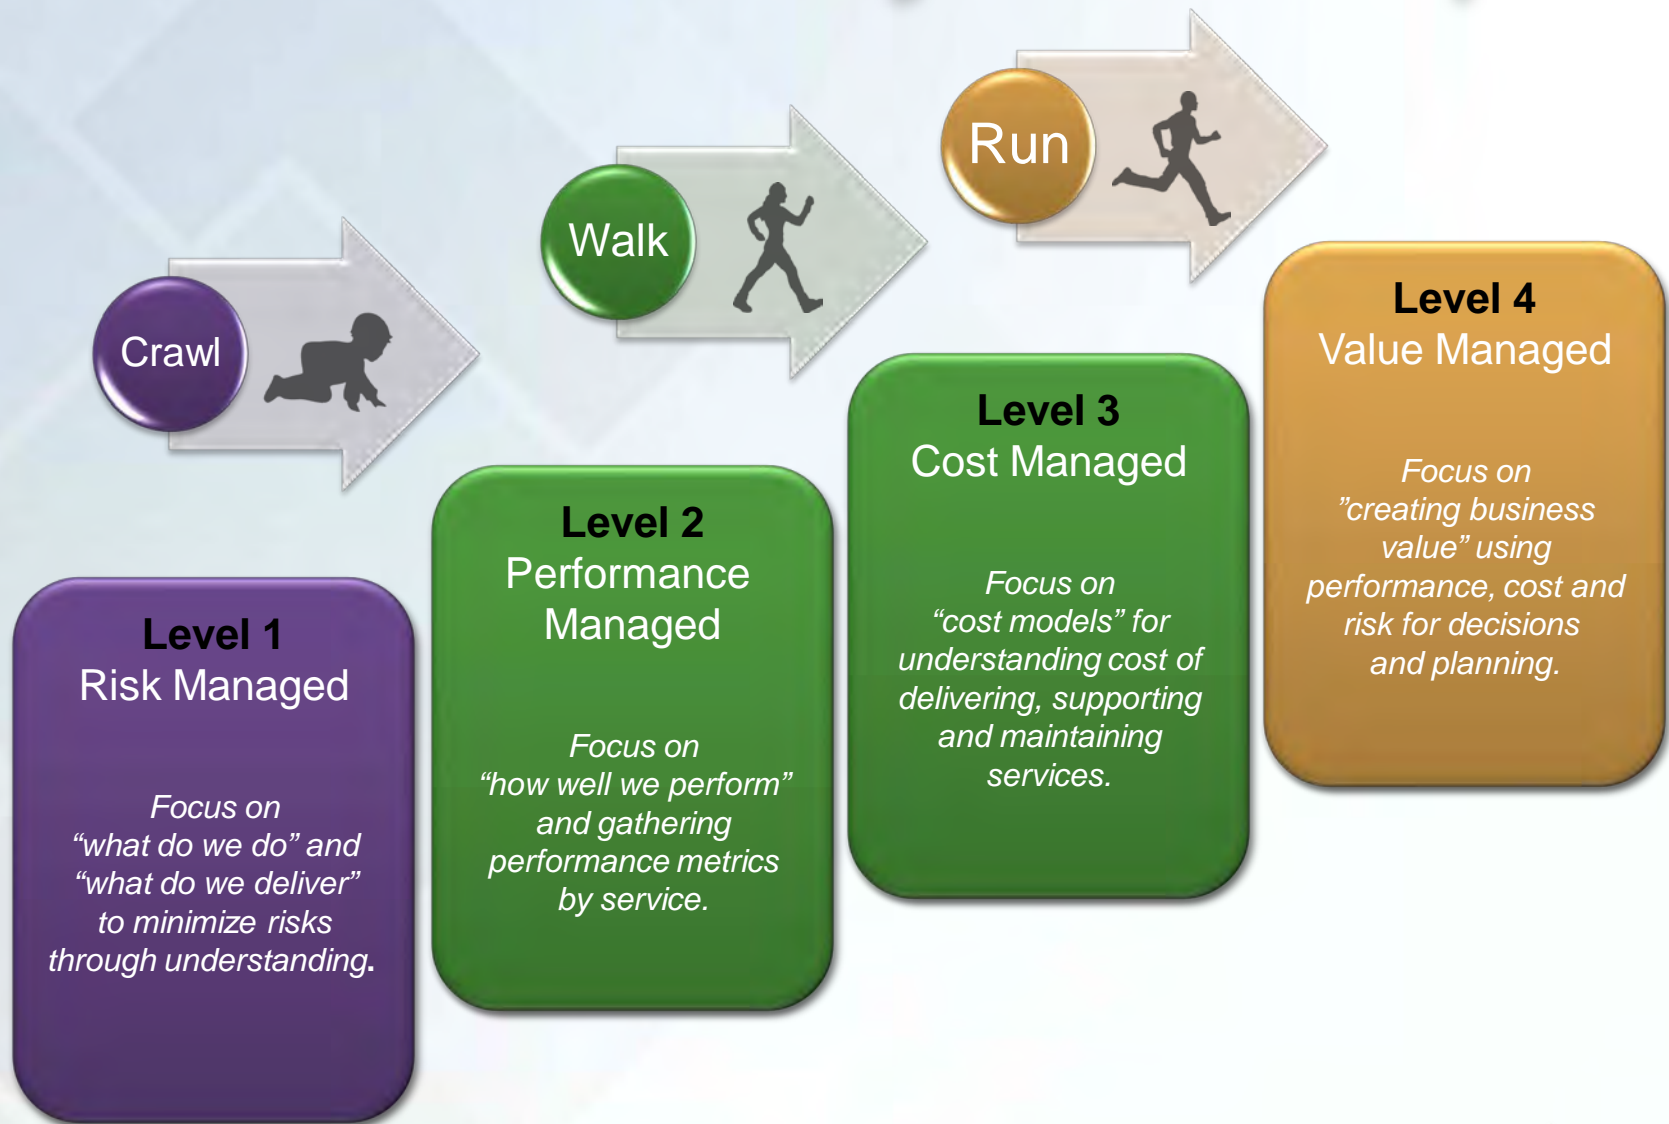 Crawl
Walk
Run
Level 1
Risk Managed
Focus on
“what do we do” and
“what do we deliver”
to minimize risks
through understanding.
Level 2
Performance
Managed
Focus on
“how well we perform”
and gathering
performance metrics
by service.
Level 3
Cost Managed
Focus on
“cost models” for
understanding cost of
delivering, supporting
and maintaining
services.
Level 4
Value Managed
Focus on
”creating business
value” using
performance, cost and
risk for decisions
and planning.